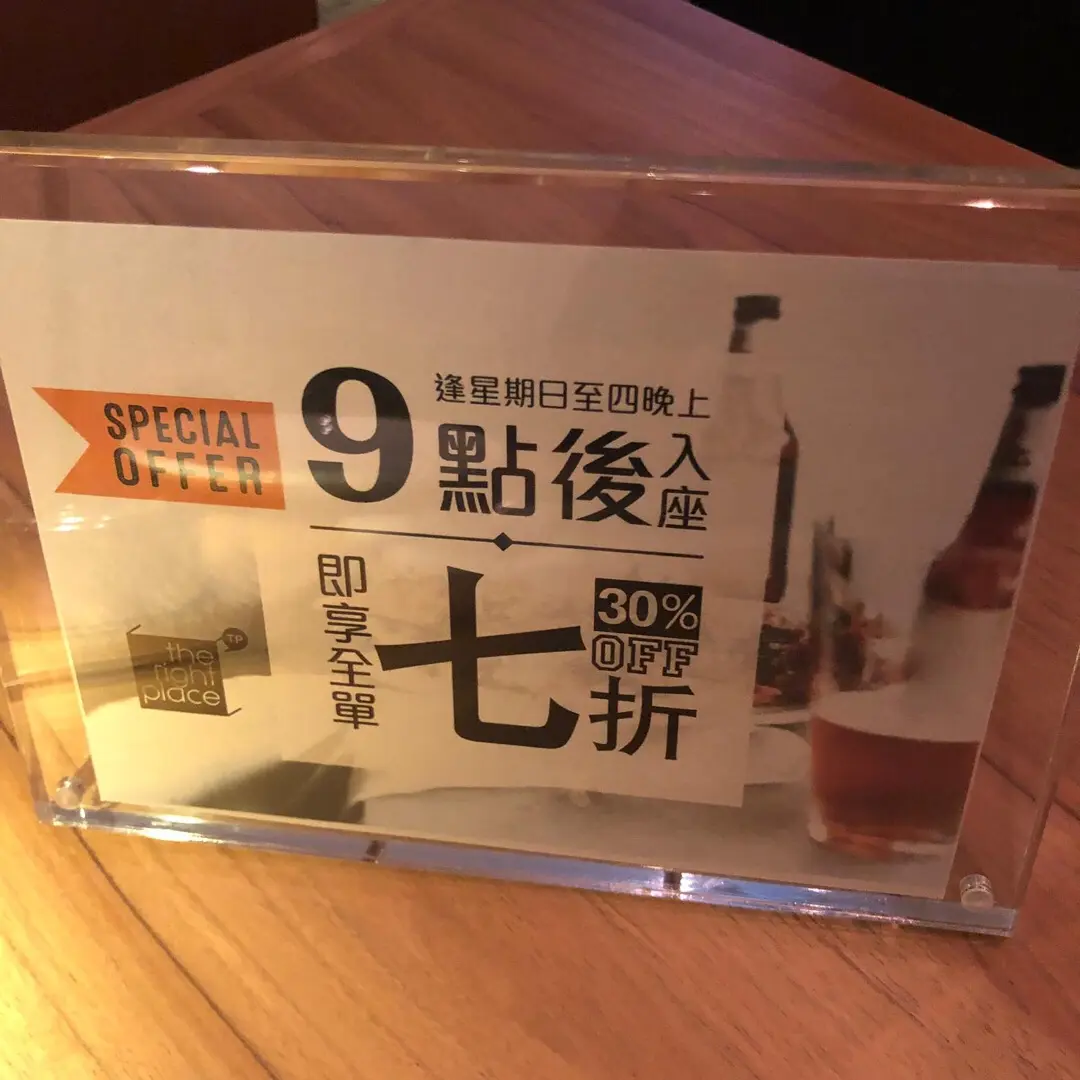 SPECIAL
OFFER
逢星期日至四晚上
9點後入座
即享全單
七折
30%
OFF
TP
the
right
place